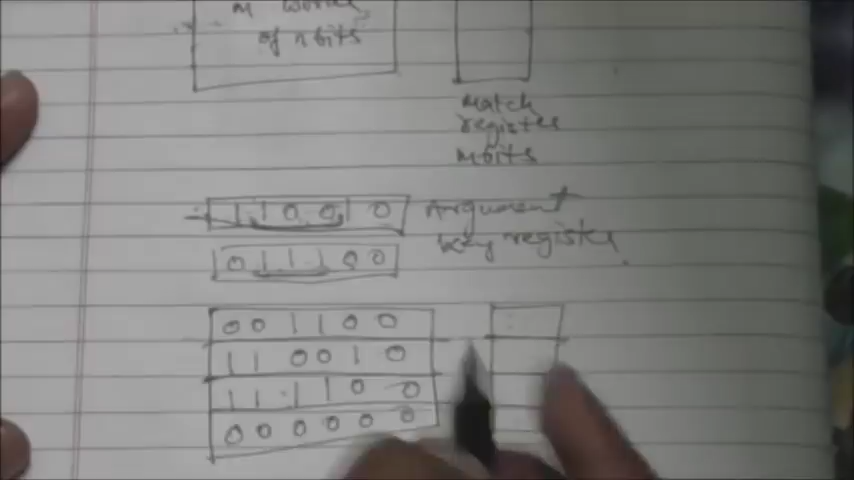 m words
of n bits
match
register
m bits
1 1 0 0 1 0 Argument
key register
0 1 1 1 0 0
0 0 1 1 0 0
1 1 0 0 1 0
1 1 1 1 0 0
0 0 0 0 0 0